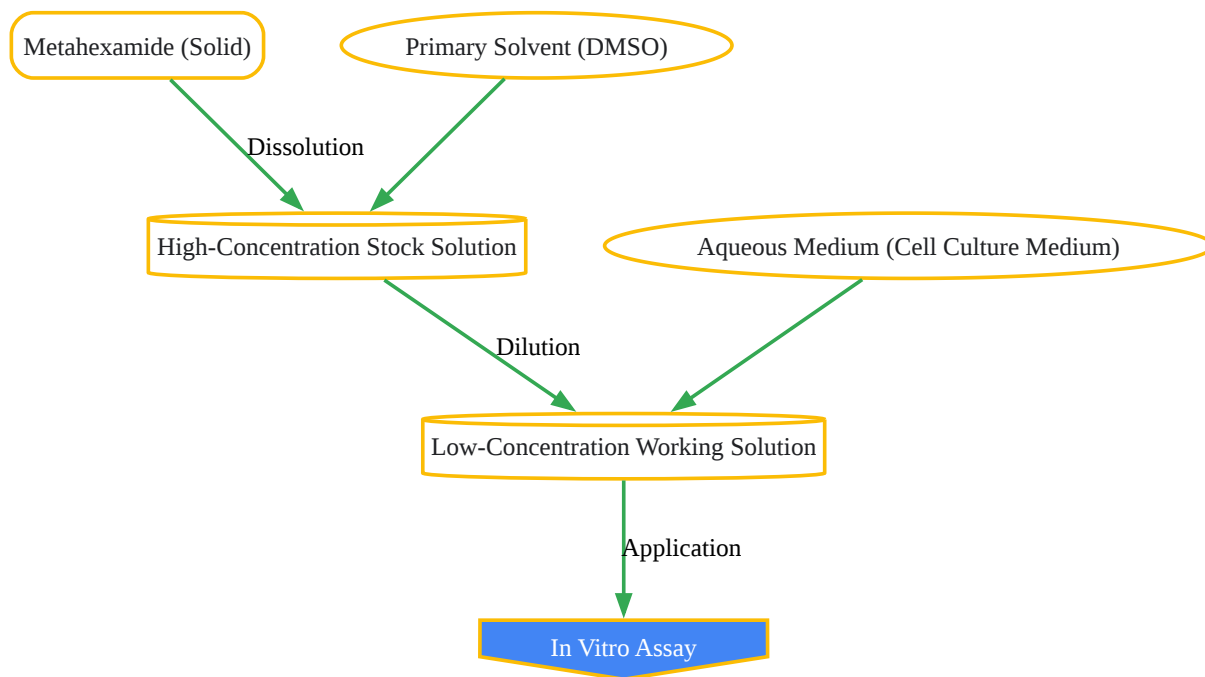 Metahexamide (Solid)
Primary Solvent (DMSO)
Dissolution
High-Concentration Stock Solution
Aqueous Medium (Cell Culture Medium)
Dilution
Low-Concentration Working Solution
Application
In Vitro Assay